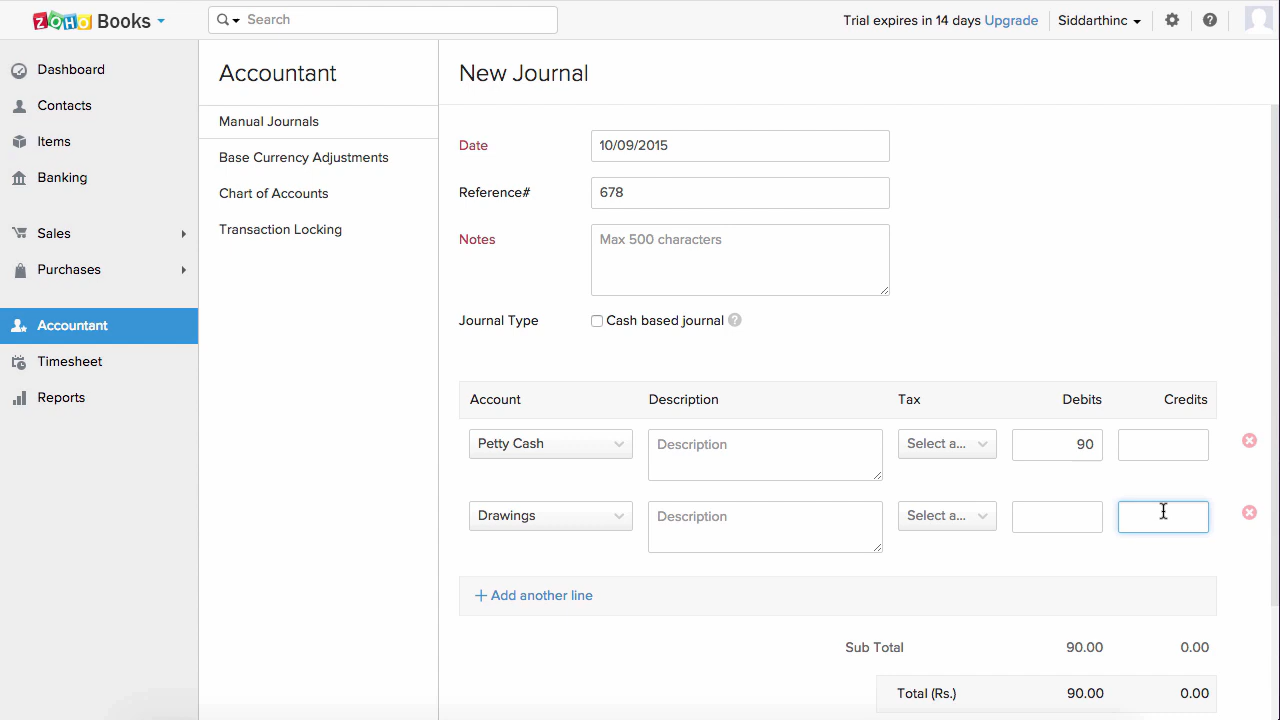 ZOHO Books
Search
Trial expires in 14 days Upgrade
Siddarthinc
Dashboard
Contacts
Items
Banking
Sales
Purchases
Accountant
Timesheet
Reports
Accountant
Manual Journals
Base Currency Adjustments
Chart of Accounts
Transaction Locking
New Journal
Date 10/09/2015
Reference# 678
Notes Max 500 characters
Journal Type Cash based journal ?
Account Description Tax Debits Credits
Petty Cash Description Select a... 90
Drawings Description Select a...
+ Add another line
Sub Total 90.00 0.00
Total (Rs.) 90.00 0.00